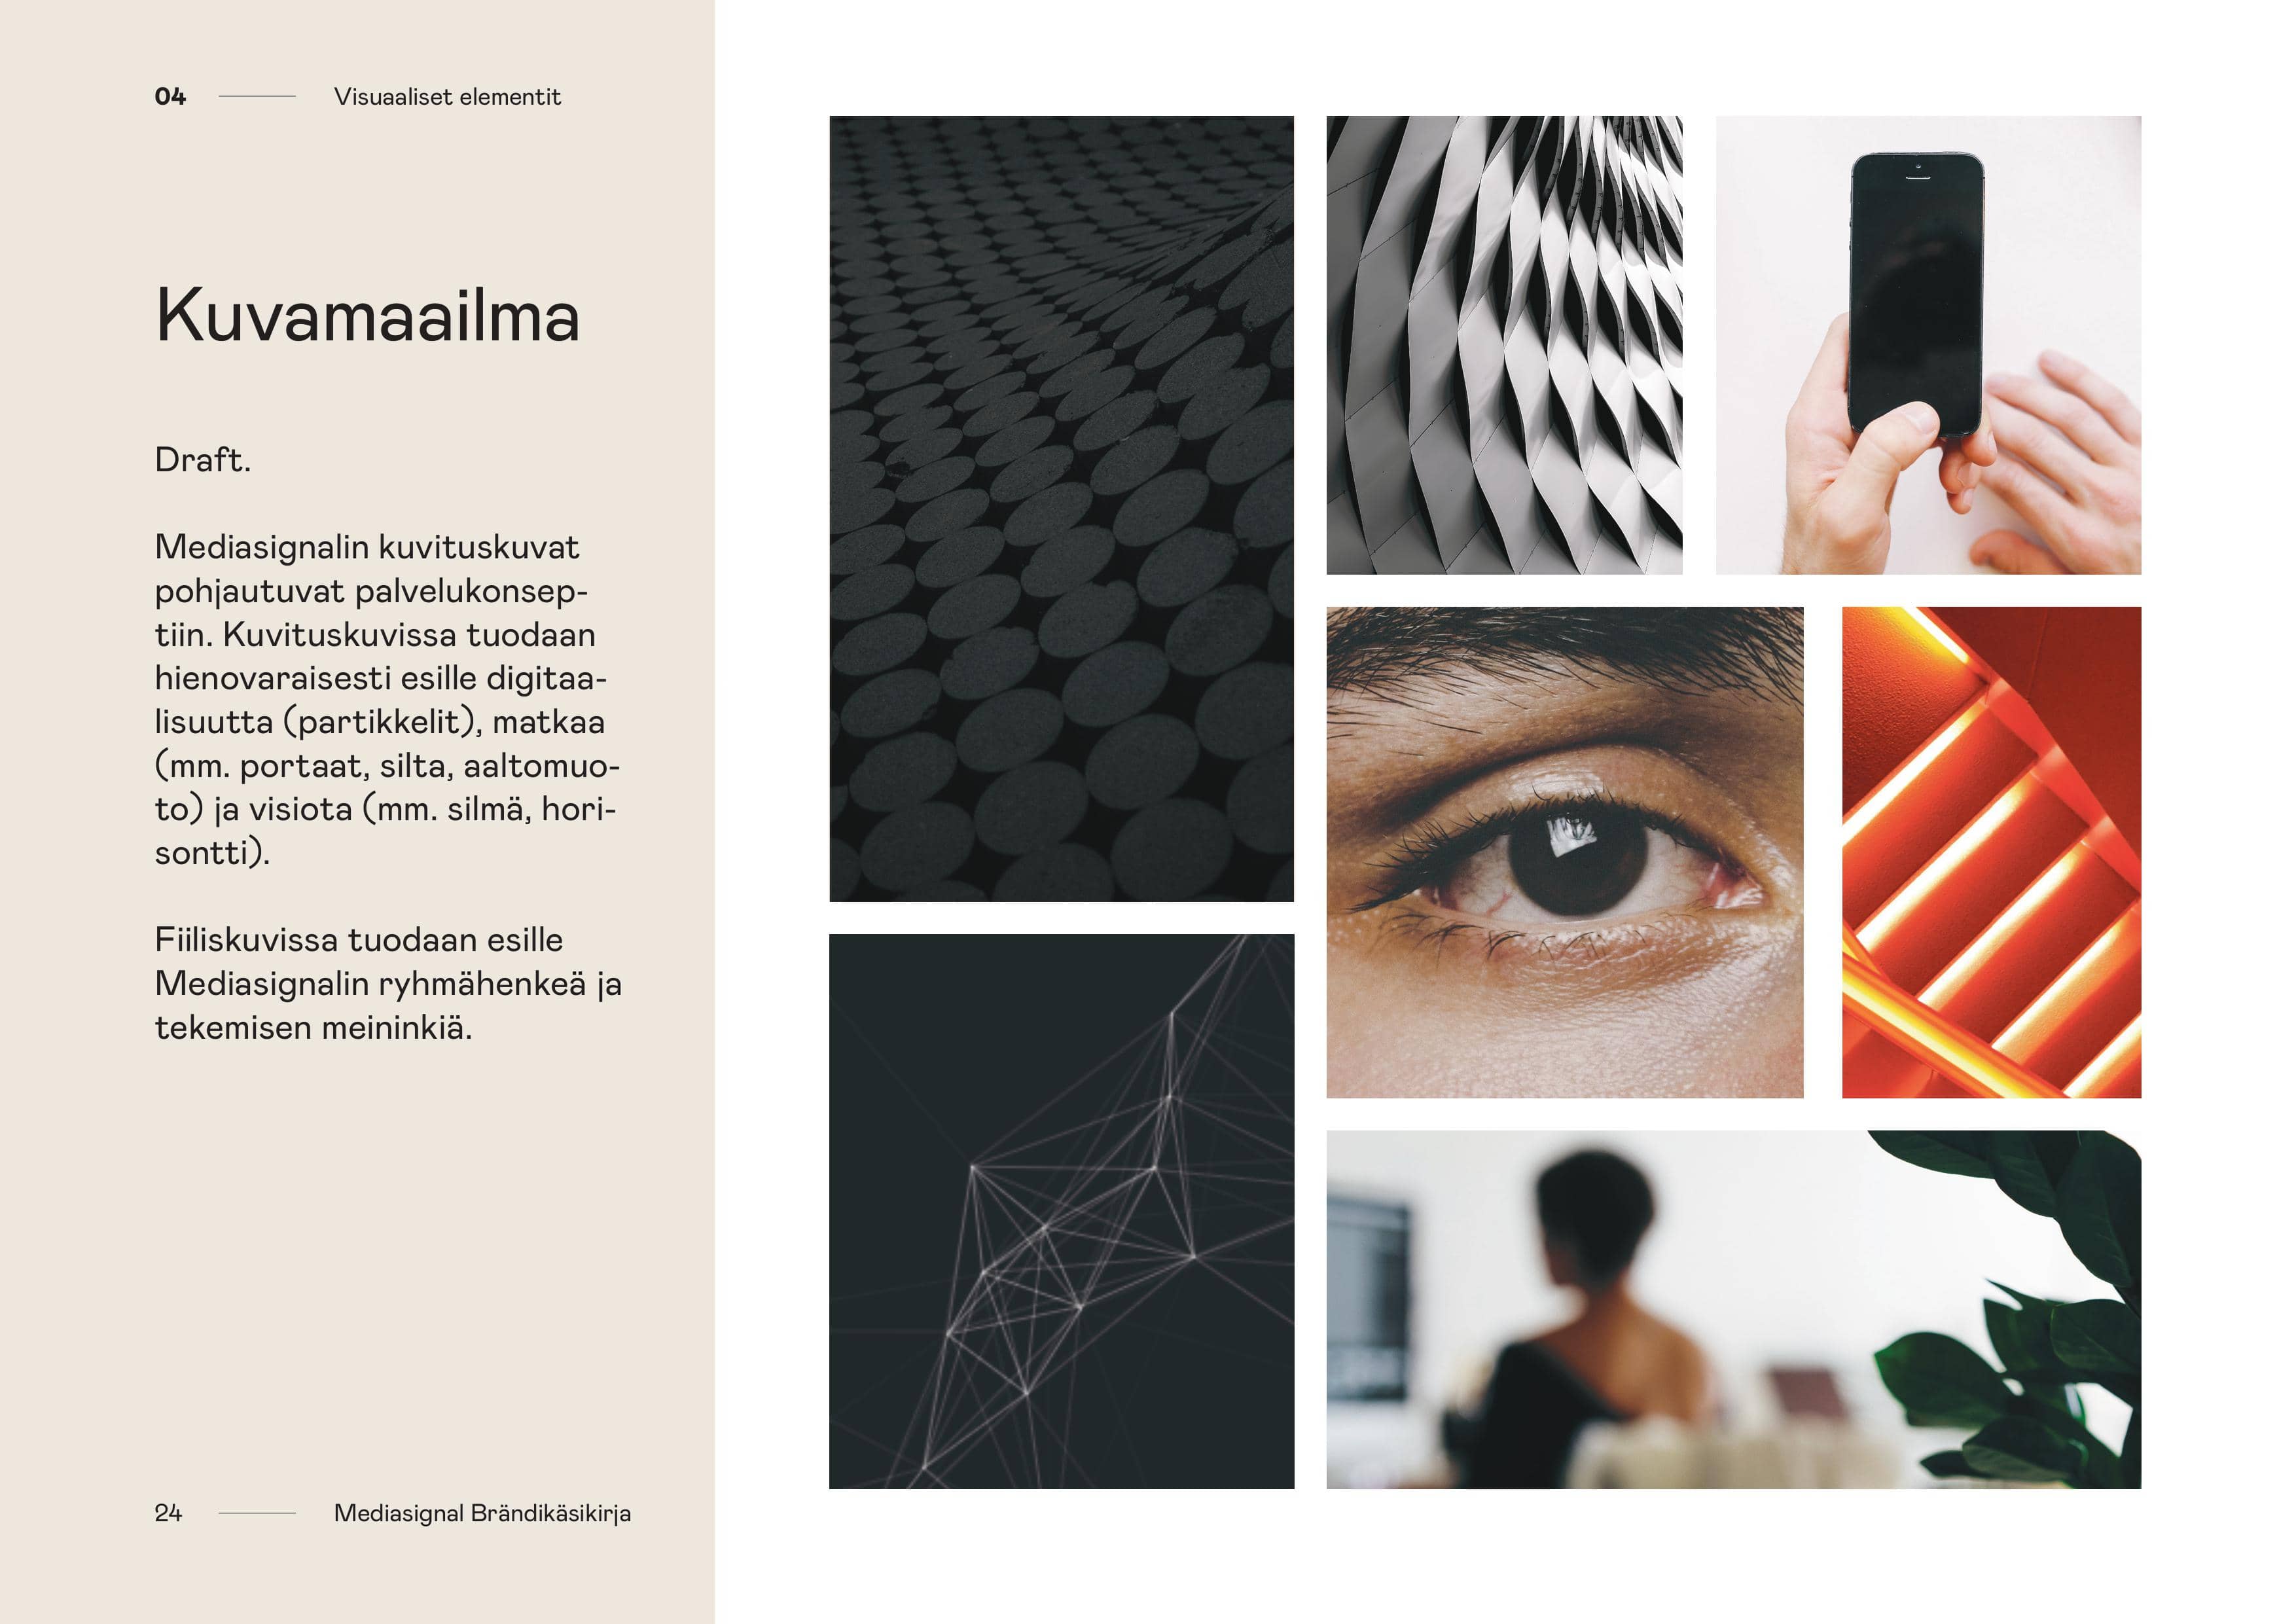 04 Visuaaliset elementit
Kuvamaailma
Draft.
Mediasignalin kuvituskuvat
pohjautuvat palvelukonsep-
tiin. Kuvituskuvissa tuodaan
hienovaraisesti esille digitaa-
lisuutta (partikkelit), matkaa
(mm. portaat, silta, aaltomuo-
to) ja visiota (mm. silmä, hori-
sontti).
Fiiliskuvissa tuodaan esille
Mediasignalin ryhmähenkeä ja
tekemisen meininkiä.
24 Mediasignal Brändikäsikirja